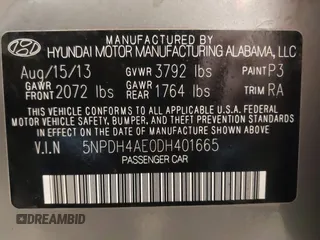 MANUFACTURED BY
HYUNDAI MOTOR MANUFACTURING ALABAMA, LLC
Aug/15/13 GVWR 3792 lbs PAINT P3
GAWR FRONT 2072 lbs GAWR REAR 1764 lbs TRIM RA
THIS VEHICLE CONFORMS TO ALL APPLICABLE U.S. FEDERAL
MOTOR VEHICLE SAFETY, BUMPER, AND THEFT PREVENTION
STANDARDS IN EFFECT ON THE DATE OF MANUFACTURE SHOWN ABOVE.
V.I.N 5NPDH4AE0DH401665
PASSENGER CAR
DREAMBID